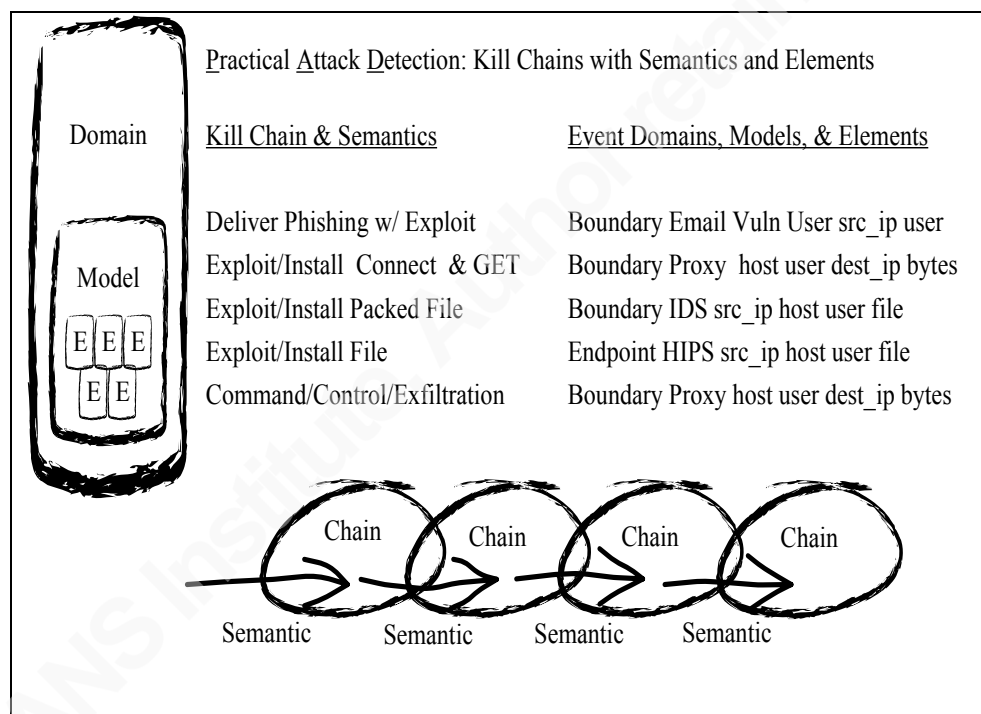 Practical Attack Detection: Kill Chains with Semantics and Elements
Domain
Kill Chain & Semantics
Event Domains, Models, & Elements
Deliver Phishing w/ Exploit
Boundary Email Vuln User src_ip user
Exploit/Install Connect & GET
Boundary Proxy host user dest_ip bytes
Exploit/Install Packed File
Boundary IDS src_ip host user file
Exploit/Install File
Endpoint HIPS src_ip host user file
Command/Control/Exfiltration
Boundary Proxy host user dest_ip bytes
Model
E E E
E E
Chain
Chain
Chain
Chain
Semantic
Semantic
Semantic
Semantic
Institute, Author